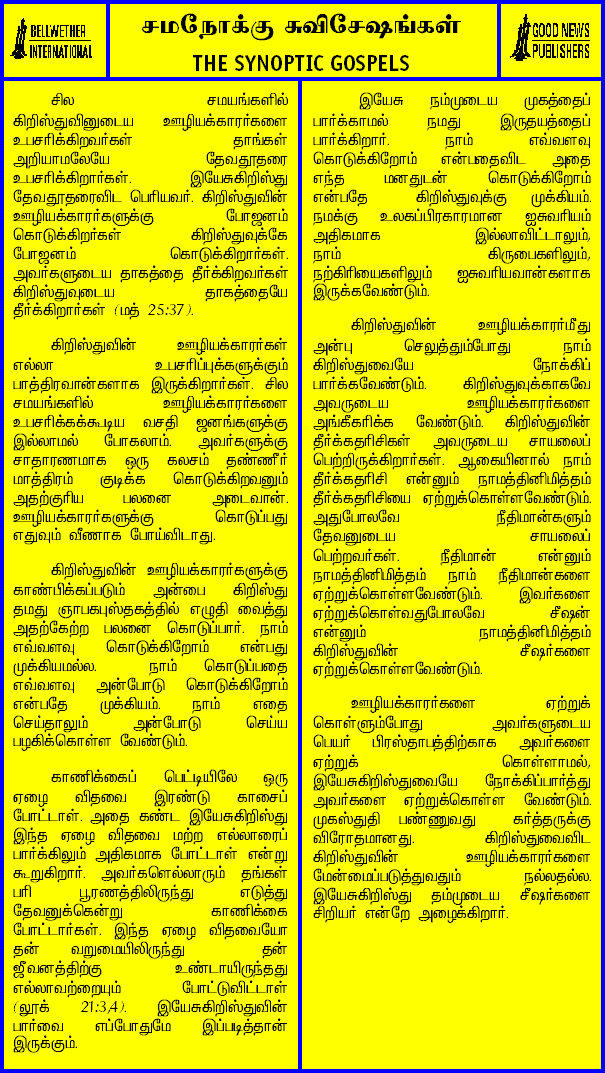 BELLWETHER
INTERNATIONAL
சமநோக்கு சுவிசேஷங்கள்
THE SYNOPTIC GOSPELS
GOOD NEWS
PUBLISHERS
சில சமயங்களில்
கிறிஸ்துவினுடைய ஊழியக்காரர்களை
உபசரிக்கிறவர்கள் தாங்கள்
அறியாமலேயே தேவதூதரை
உபசரிக்கிறார்கள். இயேசுகிறிஸ்து
தேவதூதரைவிட பெரியவர். கிறிஸ்துவின்
ஊழியக்காரர்களுக்கு போஜனம்
கொடுக்கிறர்கள் கிறிஸ்துவுக்கே
போஜனம் கொடுக்கிறார்கள்.
அவர்களுடைய தாகத்தை தீர்க்கிறவர்கள்
கிறிஸ்துவுடைய தாகத்தையே
தீர்க்கிறார்கள் (மத் 25:37).
கிறிஸ்துவின் ஊழியக்காரர்கள்
எல்லா உபசரிப்புக்களுக்கும்
பாத்திரவான்களாக இருக்கிறார்கள். சில
சமயங்களில் ஊழியக்காரர்களை
உபசரிக்கக்கூடிய வசதி ஜனங்களுக்கு
இல்லாமல் போகலாம். அவர்களுக்கு
சாதாரணமாக ஒரு கலசம் தண்ணீர்
மாத்திரம் குடிக்க கொடுக்கிறவனும்
அதற்குரிய பலனை அடைவான்.
ஊழியக்காரர்களுக்கு கொடுப்பது
எதுவும் வீணாக போய்விடாது.
கிறிஸ்துவின் ஊழியக்காரர்களுக்கு
காண்பிக்கப்படும் அன்பை கிறிஸ்து
தமது ஞாபகபுஸ்தகத்தில் எழுதி வைத்து
அதற்கேற்ற பலனை கொடுப்பார். நாம்
எவ்வளவு கொடுக்கிறோம் என்பது
முக்கியமல்ல. நாம் கொடுப்பதை
எவ்வளவு அன்போடு கொடுக்கிறோம்
என்பதே முக்கியம். நாம் எதை
செய்தாலும் அன்போடு செய்ய
பழகிக்கொள்ள வேண்டும்.
காணிக்கைப் பெட்டியிலே ஒரு
ஏழை விதவை இரண்டு காசைப்
போட்டாள். அதை கண்ட இயேசுகிறிஸ்து
இந்த ஏழை விதவை மற்ற எல்லாரைப்
பார்க்கிலும் அதிகமாக போட்டாள் என்று
கூறுகிறார். அவர்களெல்லாரும் தங்கள்
பரி பூரணத்திலிருந்து எடுத்து
தேவனுக்கென்று காணிக்கை
போட்டார்கள். இந்த ஏழை விதவையோ
தன் வறுமையிலிருந்து தன்
ஜீவனத்திற்கு உண்டாயிருந்தது
எல்லாவற்றையும் போட்டுவிட்டாள்
(லூக் 21:3,4). இயேசுகிறிஸ்துவின்
பார்வை எப்போதுமே இப்படித்தான்
இருக்கும்.
இயேசு நம்முடைய முகத்தைப்
பார்க்காமல் நமது இருதயத்தைப்
பார்க்கிறார். நாம் எவ்வளவு
கொடுக்கிறோம் என்பதைவிட அதை
எந்த மனதுடன் கொடுக்கிறோம்
என்பதே கிறிஸ்துவுக்கு முக்கியம்.
நமக்கு உலகப்பிரகாரமான ஐசுவரியம்
அதிகமாக இல்லாவிட்டாலும்,
நாம் கிருபைகளிலும்,
நற்கிரியைகளிலும் ஐசுவரியவான்களாக
இருக்கவேண்டும்.
கிறிஸ்துவின் ஊழியக்காரர்மீது
அன்பு செலுத்தும்போது நாம்
கிறிஸ்துவையே நோக்கிப்
பார்க்கவேண்டும். கிறிஸ்துவுக்காகவே
அவருடைய ஊழியக்காரர்களை
அங்கீகரிக்க வேண்டும். கிறிஸ்துவின்
தீர்க்கதரிசிகள் அவருடைய சாயலைப்
பெற்றிருக்கிறார்கள். ஆகையினால் நாம்
தீர்க்கதரிசி என்னும் நாமத்தினிமித்தம்
தீர்க்கதரிசியை ஏற்றுக்கொள்ளவேண்டும்.
அதுபோலவே நீதிமான்களும்
தேவனுடைய சாயலைப்
பெற்றவர்கள். நீதிமான் என்னும்
நாமத்தினிமித்தம் நாம் நீதிமான்களை
ஏற்றுக்கொள்ளவேண்டும். இவர்களை
ஏற்றுக்கொள்வதுபோலவே சீஷன்
என்னும் நாமத்தினிமித்தம்
கிறிஸ்துவின் சீஷர்களை
ஏற்றுக்கொள்ளவேண்டும்.
ஊழியக்காரர்களை ஏற்றுக்
கொள்ளும்போது அவர்களுடைய
பெயர் பிரஸ்தாபத்திற்காக அவர்களை
ஏற்றுக் கொள்ளாமல்,
இயேசுகிறிஸ்துவையே நோக்கிப்பார்த்து
அவர்களை ஏற்றுக்கொள்ள வேண்டும்.
முகஸ்துதி பண்ணுவது கர்த்தருக்கு
விரோதமானது. கிறிஸ்துவைவிட
கிறிஸ்துவின் ஊழியக்காரர்களை
மேன்மைப்படுத்துவதும் நல்லதல்ல.
இயேசுகிறிஸ்து தம்முடைய சீஷர்களை
சிறியர் என்றே அழைக்கிறார்.